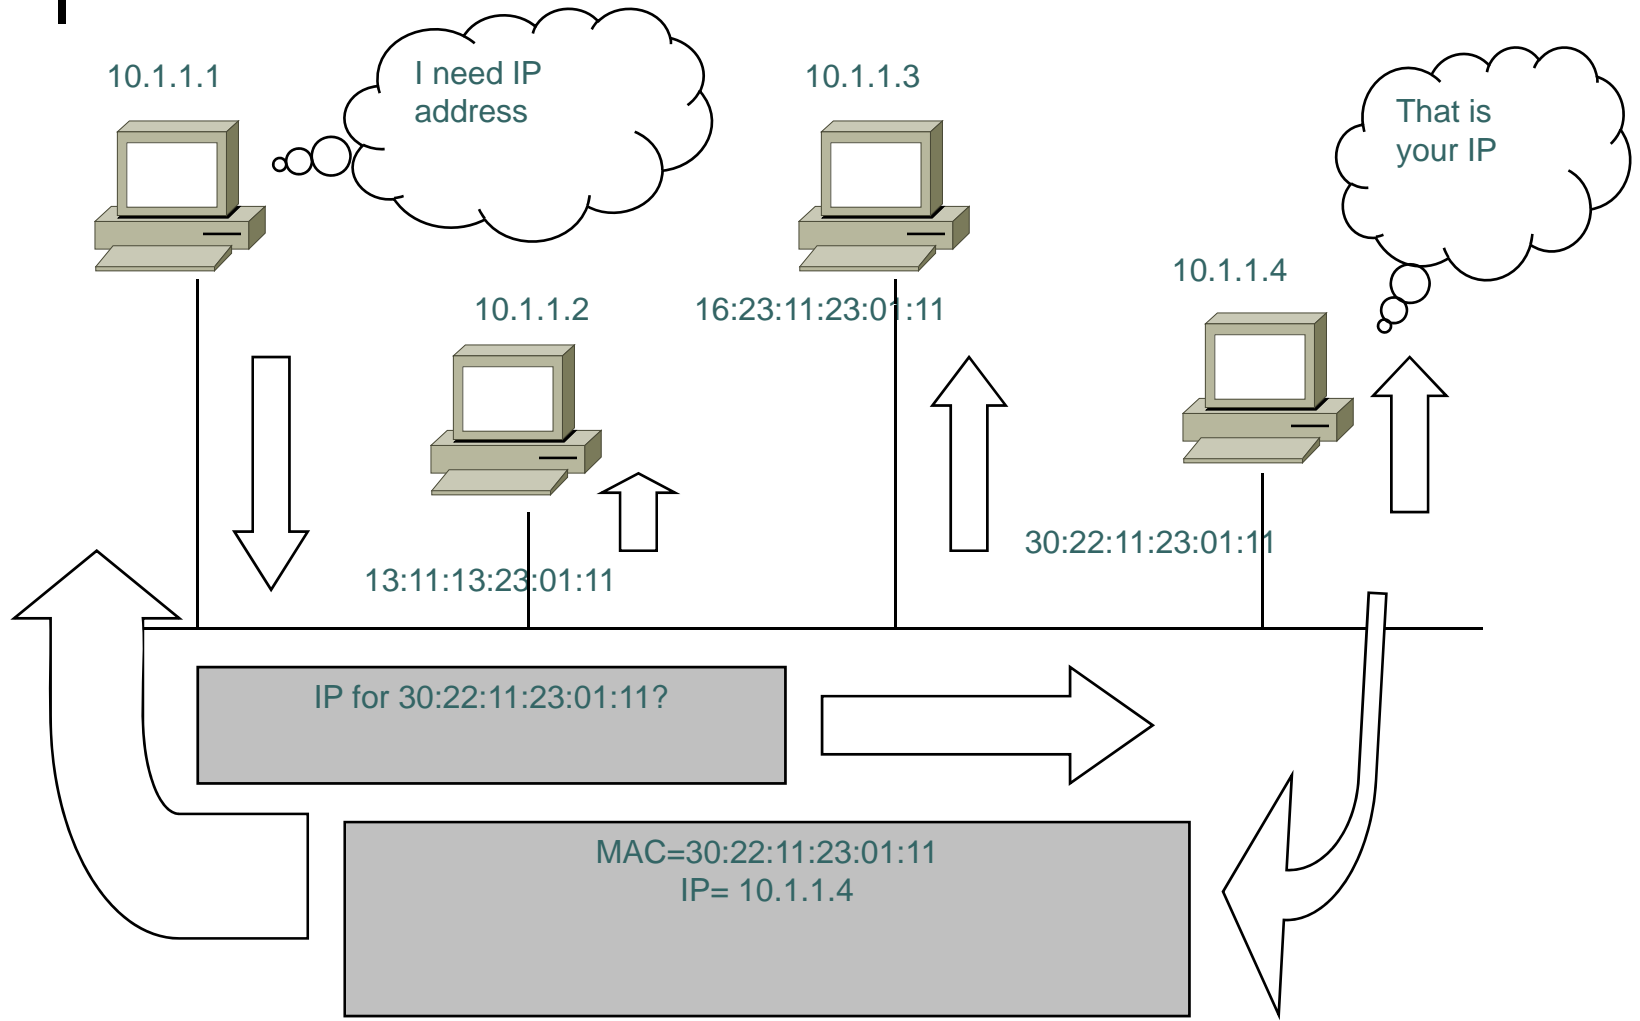 10.1.1.1
I need IP
address
10.1.1.3
That is
your IP
10.1.1.4
10.1.1.2
16:23:11:23:01:11
30:22:11:23:01:11
13:11:13:23:01:11
IP for 30:22:11:23:01:11?
MAC=30:22:11:23:01:11
IP= 10.1.1.4